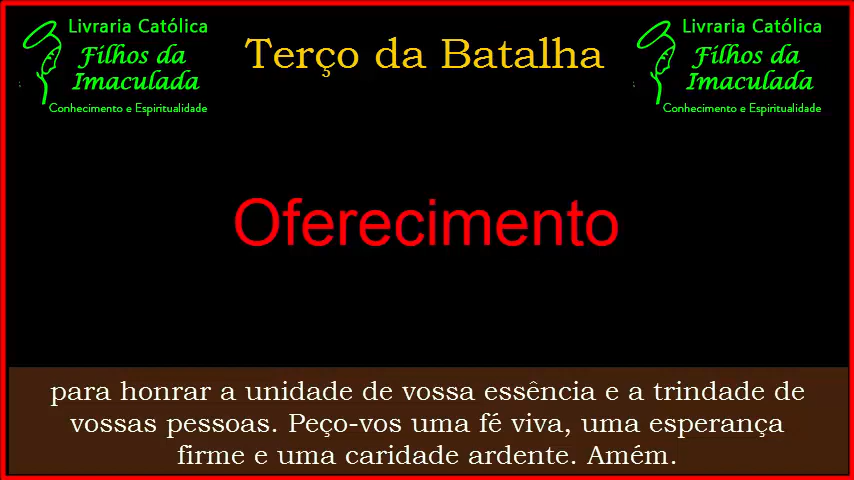 Livraria Católica
Filhos da
Imaculada
Conhecimento e Espiritualidade
Terço da Batalha
Livraria Católica
Filhos da
Imaculada
Conhecimento e Espiritualidade
Oferecimento
para honrar a unidade de vossa essência e a trindade de
vossas pessoas. Peço-vos uma fé viva, uma esperança
firme e uma caridade ardente. Amém.